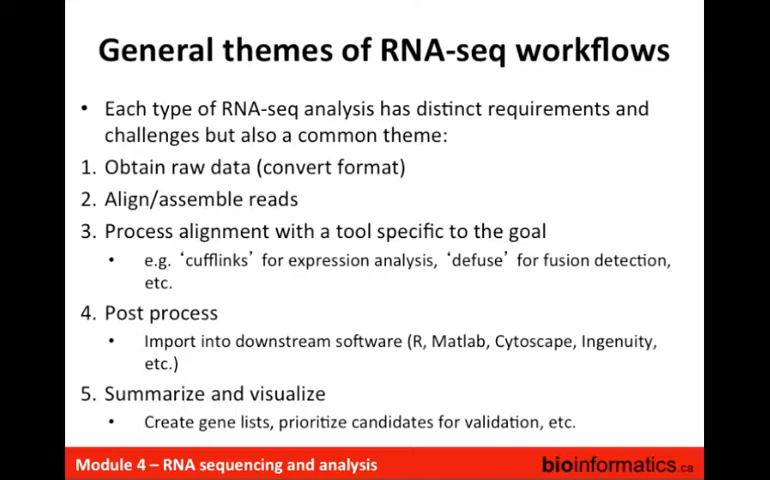 General themes of RNA-seq workflows
• Each type of RNA-seq analysis has distinct requirements and
challenges but also a common theme:
1. Obtain raw data (convert format)
2. Align/assemble reads
3. Process alignment with a tool specific to the goal
• e.g. ‘cufflinks’ for expression analysis, ‘defuse’ for fusion detection,
etc.
4. Post process
• Import into downstream software (R, Matlab, Cytoscape, Ingenuity,
etc.)
5. Summarize and visualize
• Create gene lists, prioritize candidates for validation, etc.
Module 4 – RNA sequencing and analysis
bioinformatics.ca